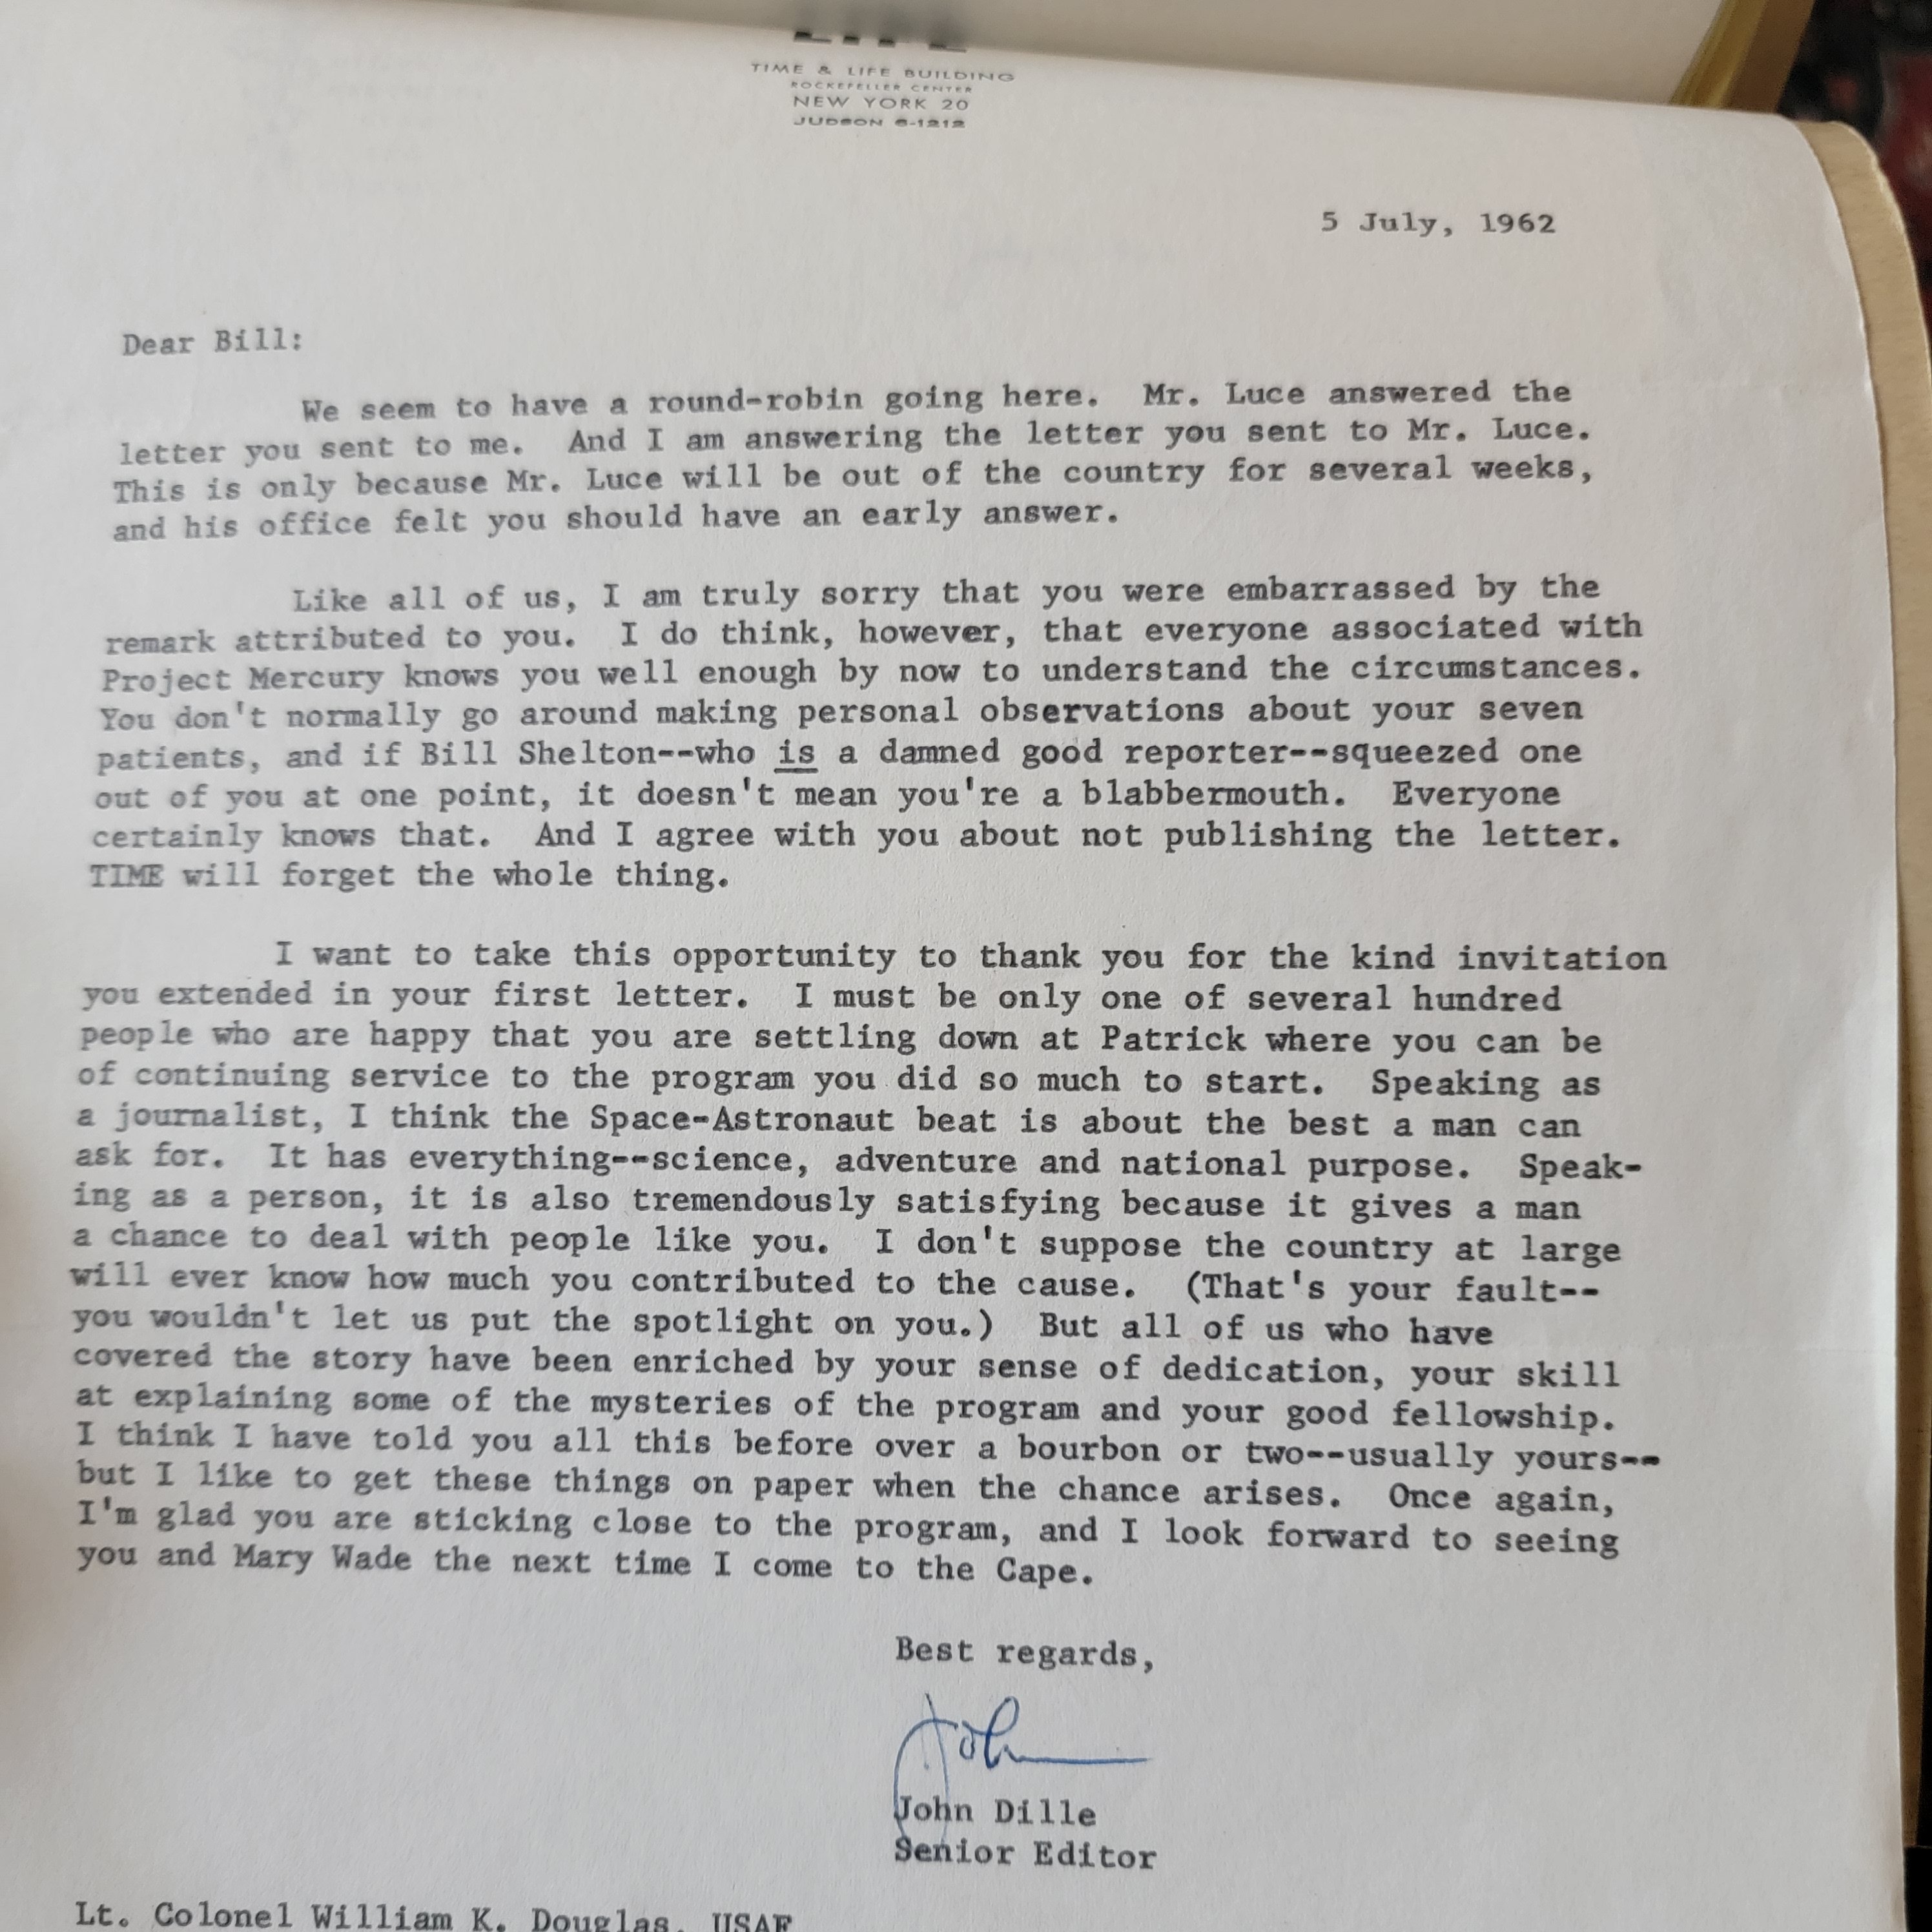 LIFE
TIME & LIFE BUILDING
ROCKEFELLER CENTER
NEW YORK 20
JUDSON 6-1212
5 July, 1962
Dear Bill:
We seem to have a round-robin going here. Mr. Luce answered the
letter you sent to me. And I am answering the letter you sent to Mr. Luce.
This is only because Mr. Luce will be out of the country for several weeks,
and his office felt you should have an early answer.
Like all of us, I am truly sorry that you were embarrassed by the
remark attributed to you. I do think, however, that everyone associated with
Project Mercury knows you well enough by now to understand the circumstances.
You don't normally go around making personal observations about your seven
patients, and if Bill Shelton--who is a damned good reporter--squeezed one
out of you at one point, it doesn't mean you're a blabbermouth. Everyone
certainly knows that. And I agree with you about not publishing the letter.
TIME will forget the whole thing.
I want to take this opportunity to thank you for the kind invitation
you extended in your first letter. I must be only one of several hundred
people who are happy that you are settling down at Patrick where you can be
of continuing service to the program you did so much to start. Speaking as
a journalist, I think the Space-Astronaut beat is about the best a man can
ask for. It has everything--science, adventure and national purpose. Speak-
ing as a person, it is also tremendously satisfying because it gives a man
a chance to deal with people like you. I don't suppose the country at large
will ever know how much you contributed to the cause. (That's your fault--
you wouldn't let us put the spotlight on you.) But all of us who have
covered the story have been enriched by your sense of dedication, your skill
at explaining some of the mysteries of the program and your good fellowship.
I think I have told you all this before over a bourbon or two--usually yours--
but I like to get these things on paper when the chance arises. Once again,
I'm glad you are sticking close to the program, and I look forward to seeing
you and Mary Wade the next time I come to the Cape.
Best regards,
John
John Dille
Senior Editor
Lt. Colonel William K. Douglas, USAF